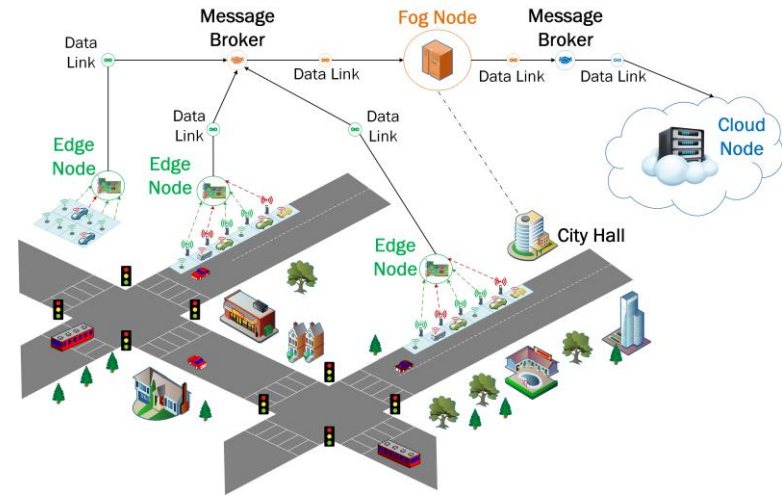 Message
Broker
Fog Node
Message
Broker
Data
Link
Data Link
Data Link
Data Link
Data
Link
Data
Link
Cloud
Node
Edge
Node
Edge
Node
City Hall
Edge
Node